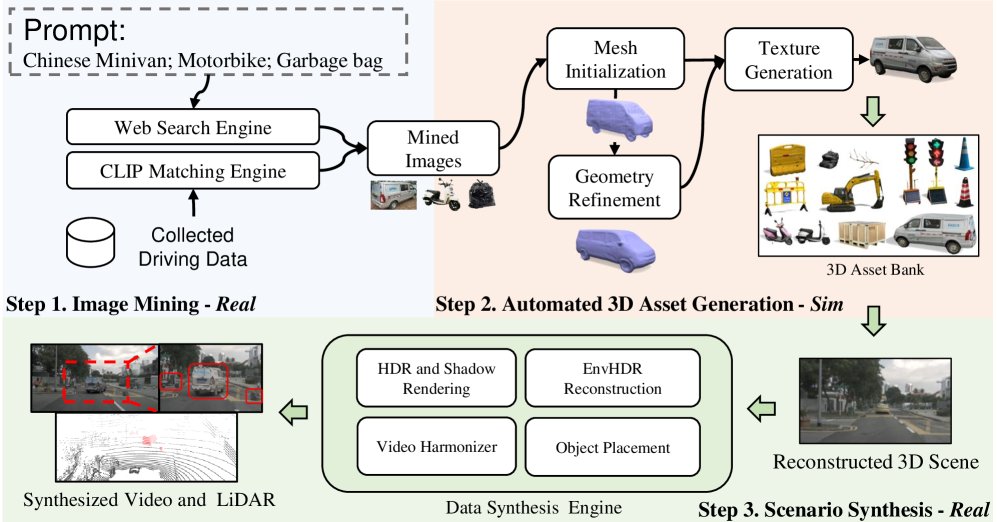 Prompt:
Chinese Minivan; Motorbike; Garbage bag
Web Search Engine
CLIP Matching Engine
Collected
Driving Data
Mined
Images
Step 1. Image Mining - Real
Mesh
Initialization
Geometry
Refinement
Texture
Generation
3D Asset Bank
Step 2. Automated 3D Asset Generation - Sim
Reconstructed 3D Scene
EnvHDR
Reconstruction
HDR and Shadow
Rendering
Video Harmonizer
Object Placement
Data Synthesis Engine
Synthesized Video and LiDAR
Step 3. Scenario Synthesis - Real